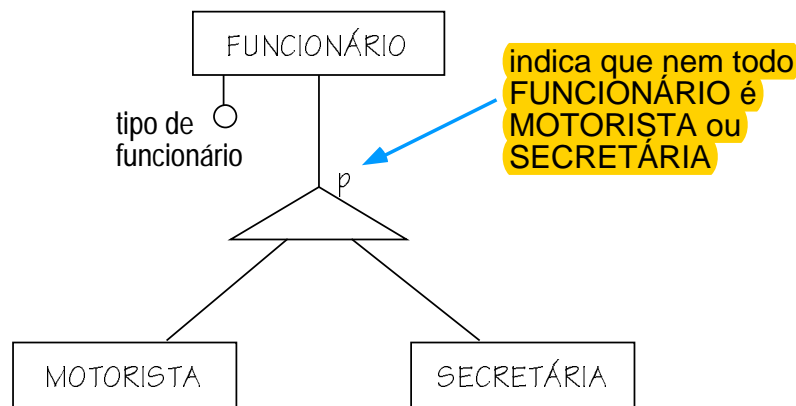 FUNCIONÁRIO
indica que nem todo
FUNCIONÁRIO é
MOTORISTA ou
SECRETÁRIA
tipo de
funcionário
p
MOTORISTA
SECRETÁRIA